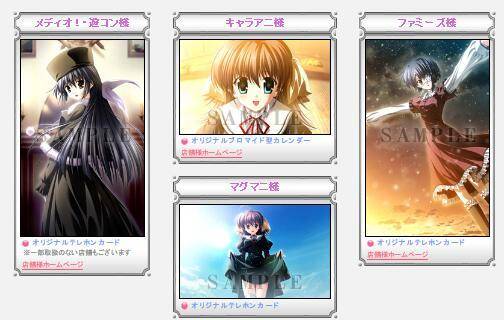 メディオ!・遊コン様
SAMPLE
オリジナルテレホンカード
※一部取扱のない店舗もございます
店舗様ホームページ
キャラアニ様
SAMPLE
オリジナルブロマイド型カレンダー
店舗様ホームページ
マグマニ様
SAMPLE
オリジナルテレホンカード
ファミーズ様
SAMPLE
オリジナルテレホンカード
店舗様ホームページ